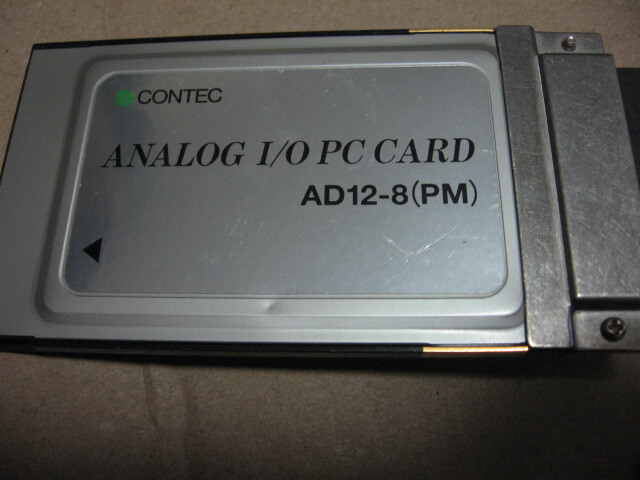 CONTEC
ANALOG I/O PC CARD
AD12-8(PM)